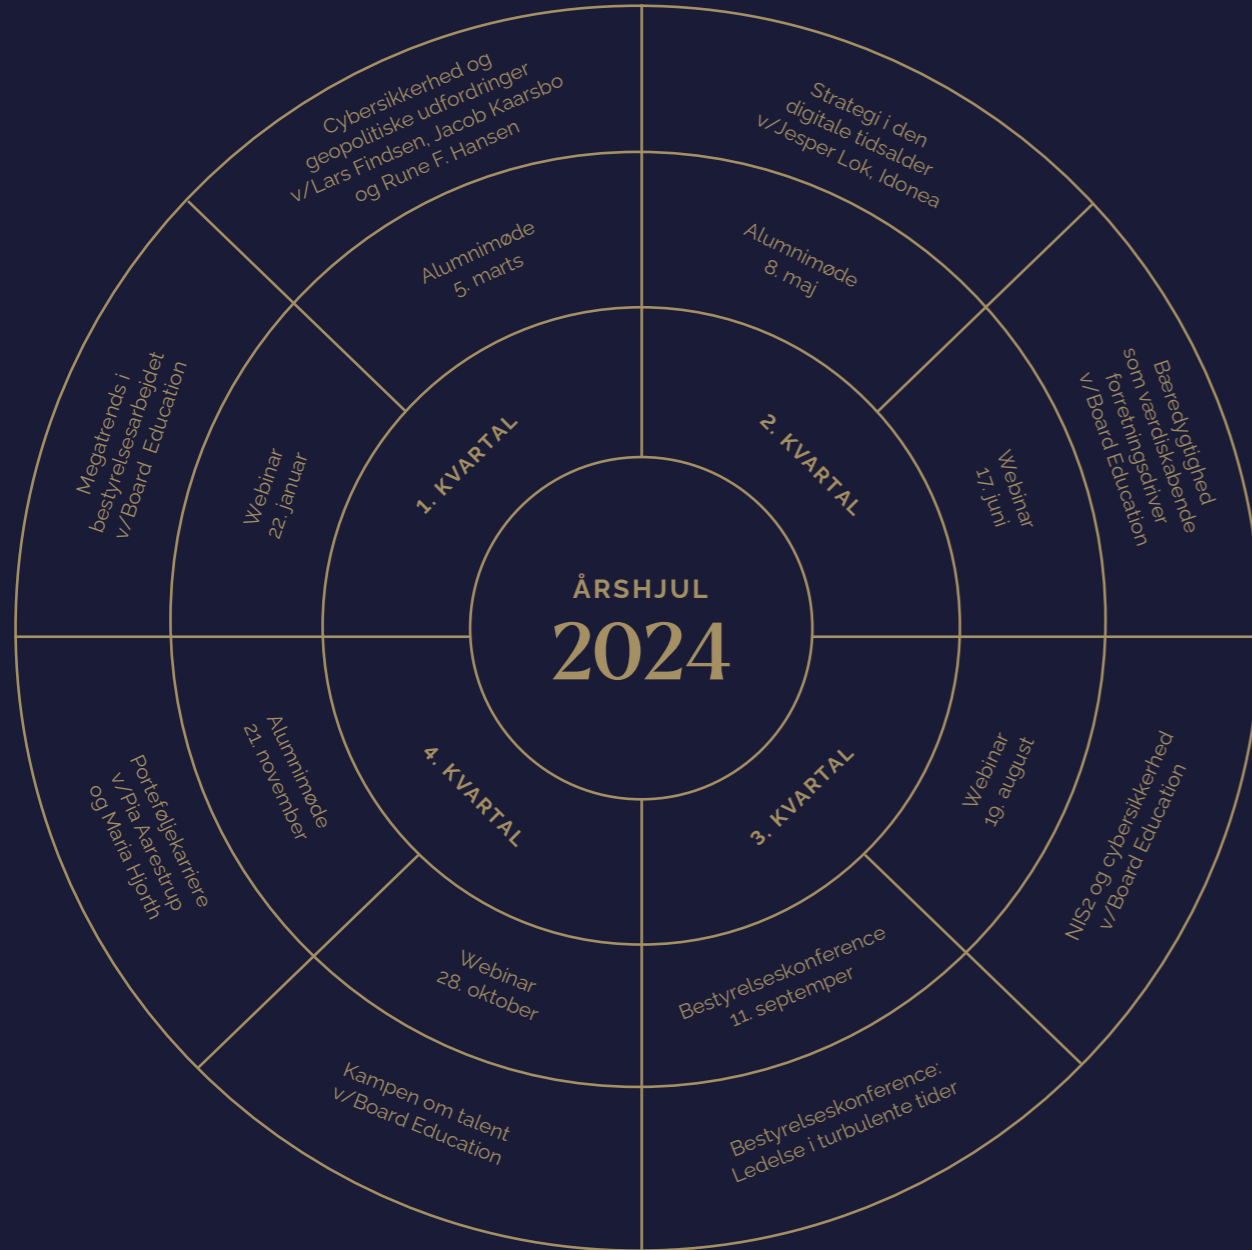 ÅRSHJUL
2024
1. KVARTAL
Webinar
22. januar
Megatrends i
bestyrelsesarbejdet
v/Board Education
Alumnimøde
5. marts
Cybersikkerhed og
geopolitiske udfordringer
v/Lars Findsen, Jacob Kaarsbo
og Rune F. Hansen
2. KVARTAL
Alumnimøde
8. maj
Strategi i den
digitale tidsalder
v/Jesper Lok, Idonea
Webinar
17. juni
Bæredygtighed
som værdiskabende
forretningsdriver
v/Board Education
3. KVARTAL
Webinar
19. august
NIS2 og cybersikkerhed
v/Board Education
Bestyrelseskonference
11. septemper
Bestyrelseskonference:
Ledelse i turbulente tider
4. KVARTAL
Webinar
28. oktober
Kampen om talent
v/Board Education
Alumnimøde
21. november
Porteføljekarriere
v/Pia Aarestrup
og Maria Hjorth